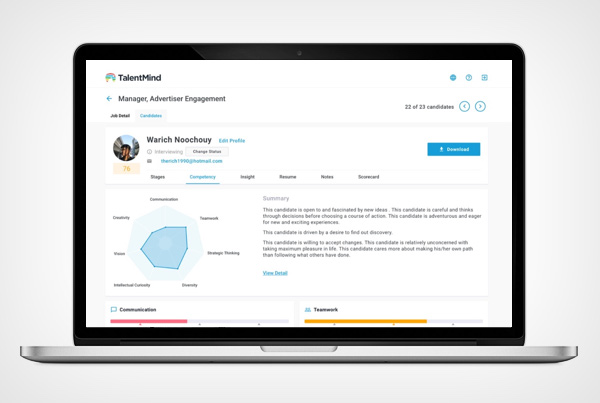 TalentMind
Manager, Advertiser Engagement
22 of 23 candidates
Job Detail Candidates
Warich Noochouy Edit Profile
Interviewing Change Status
therich1990@hotmail.com
Download
76
Stages Competency Insight Resume Notes Scorecard
Communication
Teamwork
Strategic Thinking
Diversity
Intellectual Curiosity
Vision
Creativity
Summary
This candidate is open to and fascinated by new ideas . This candidate is careful and thinks
through decisions before choosing a course of action. This candidate is adventurous and eager
for new and exciting experiences.
This candidate is driven by a desire to find out discovery.
This candidate is willing to accept changes. This candidate is relatively unconcerned with
taking maximum pleasure in life. This candidate cares more about making his/her own path
than following what others have done.
View Detail
Communication
Teamwork